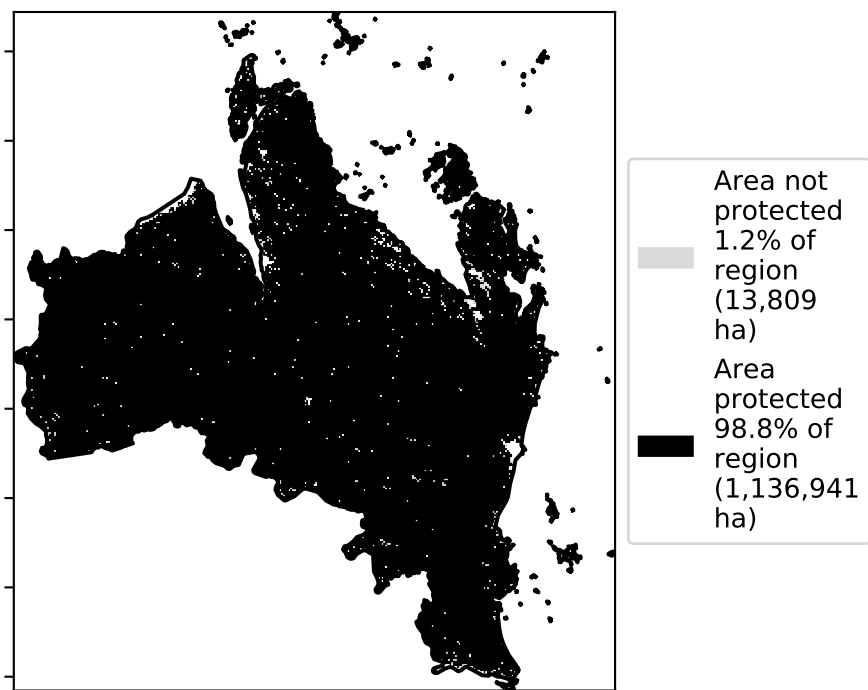 Area not
protected
1.2% of
region
(13,809
ha)
Area
protected
98.8% of
region
(1,136,941
ha)